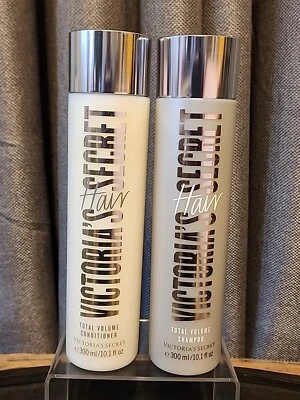 VICTORIA'S SECRET
Hair
TOTAL VOLUME
CONDITIONER
VICTORIA'S SECRET
℮300 ml/10.1 fl oz
VICTORIA'S SECRET
Hair
TOTAL VOLUME
SHAMPOO
VICTORIA'S SECRET
℮300 ml/10.1 fl oz